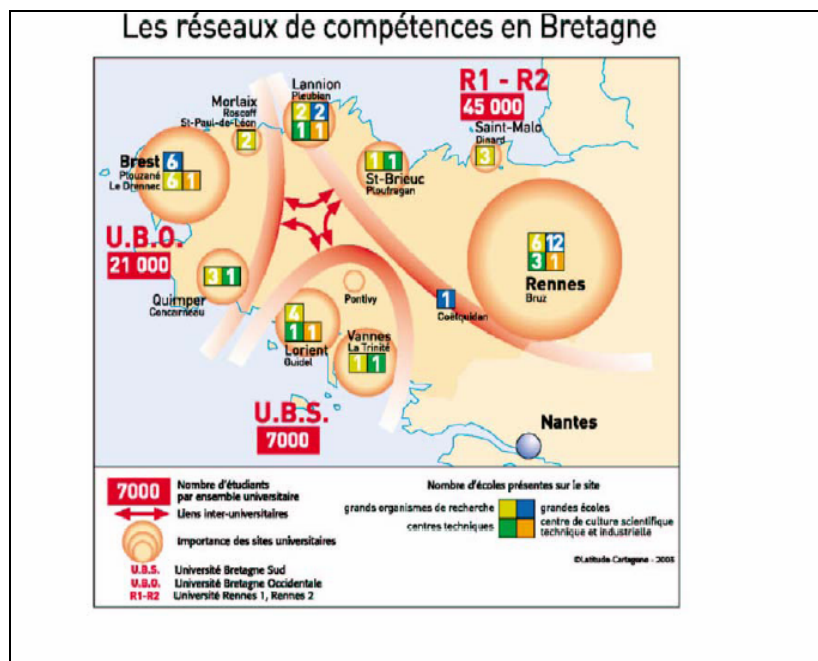 Les réseaux de compétences en Bretagne
R1 - R2
45 000
Lannion
Pleubian
2 2
1 1
Morlaix
Roscoff
St-Paul-de-Léon
2
Saint-Malo
Dinard
3
Brest
6
Plouzané
Le Drennec
6 1
1 1
St-Brieuc
Ploufragan
U.B.O.
21 000
6 12
3 1
Rennes
Bruz
3 1
Quimper
Concarneau
Pontivy
1
Coëtquidan
4
1 1
Lorient
Guidel
Vannes
La Trinité
1 1
U.B.S.
7000
Nantes
7000
Nombre d'étudiants
par ensemble universitaire
Liens inter-universitaires
Importance des sites universitaires
U.B.S. Université Bretagne Sud
U.B.O. Université Bretagne Occidentale
R1-R2 Université Rennes 1, Rennes 2
Nombre d'écoles présentes sur le site
grands organismes de recherche
grandes écoles
centres techniques
centre de culture scientifique
technique et industrielle
©Latitude-Cartagene - 2003